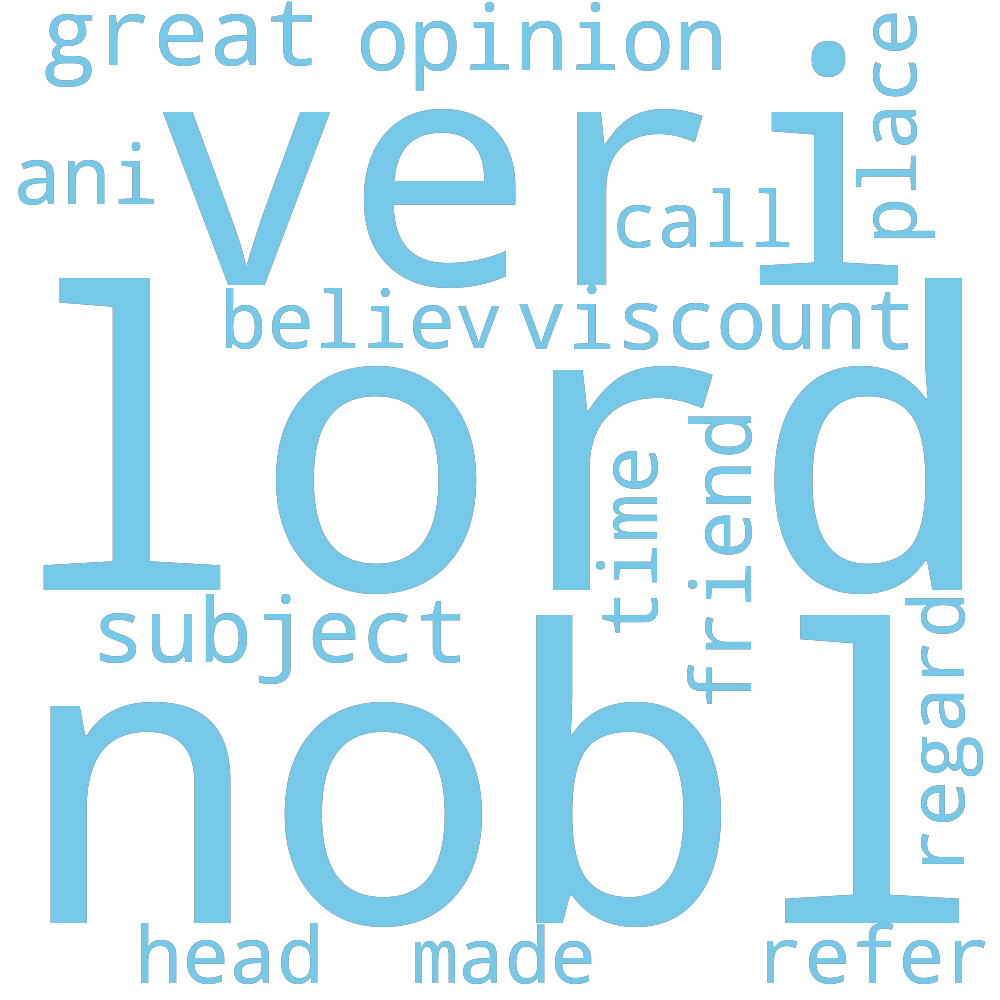 great
opinion
place
veri
ani
call
believ
viscount
lord
time
friend
subject
regard
nobl
head
made
refer